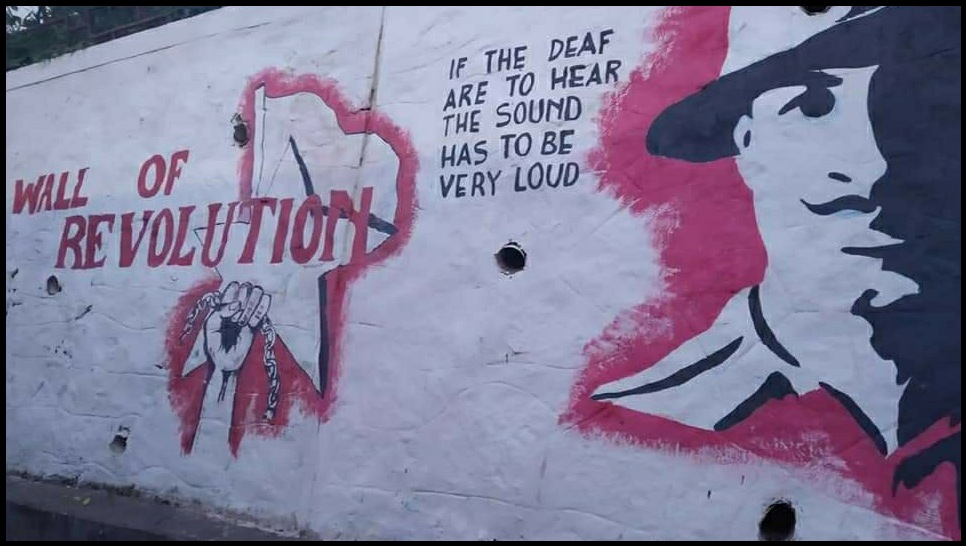 WALL OF
REVOLUTION
IF THE DEAF
ARE TO HEAR
THE SOUND
HAS TO BE
VERY LOUD